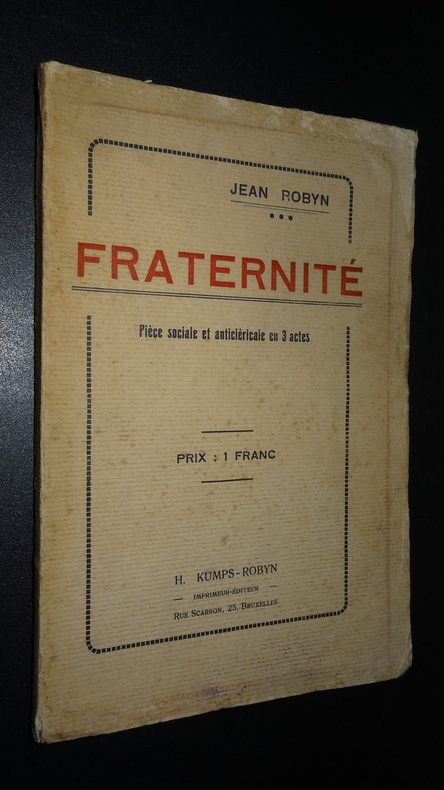 JEAN ROBYN
FRATERNITÉ
Pièce sociale et anticléricale en 3 actes
PRIX : 1 FRANC
H. KUMPS-ROBYN
IMPRIMEUR-ÉDITEUR
RUE SCARRON, 25, BRUXELLES